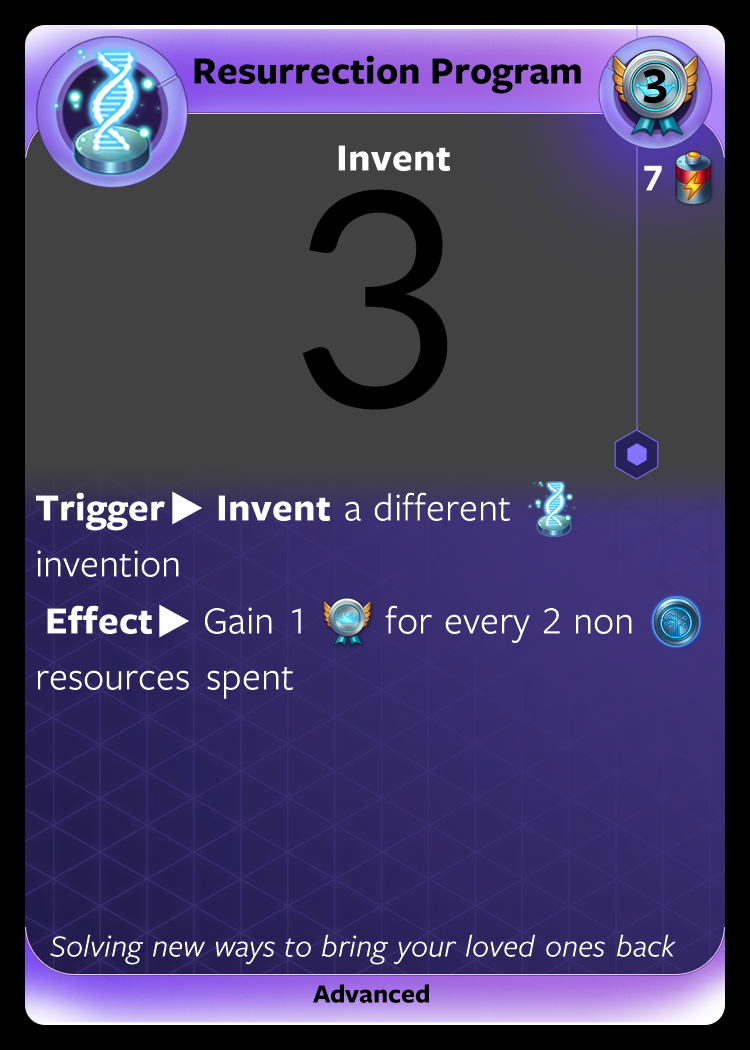 Resurrection Program
3
Invent
7
3
Trigger▶ Invent a different
invention
Effect▶ Gain 1 for every 2 non
resources spent
Solving new ways to bring your loved ones back
Advanced